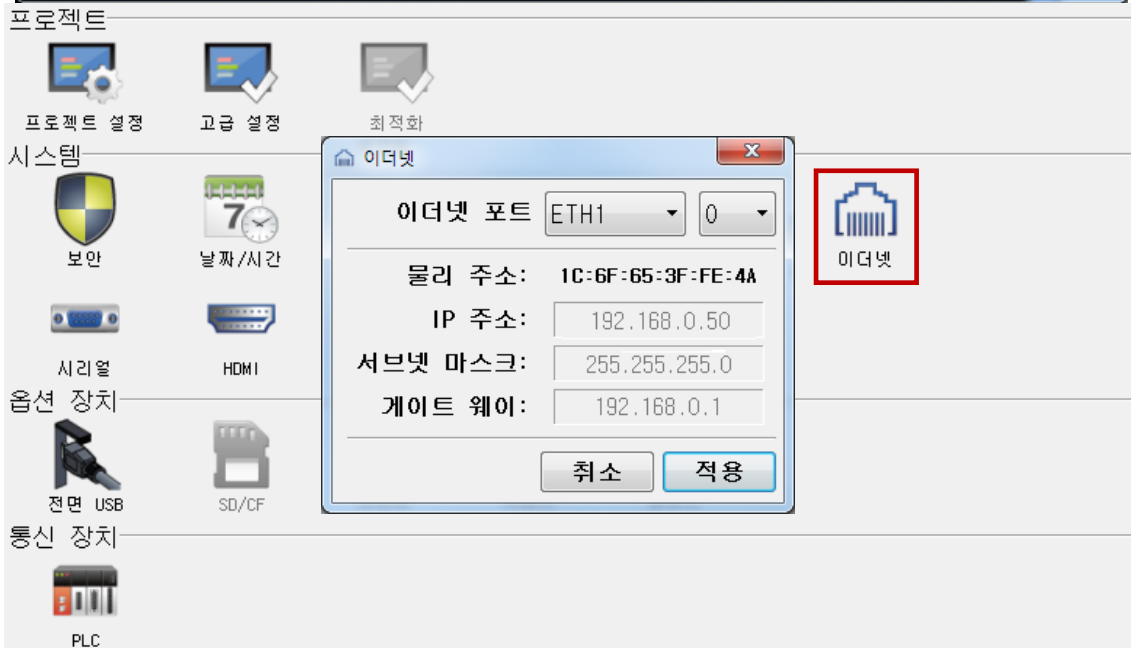 프로젝트
프로젝트 설정
고급 설정
최적화
시스템
보안
7
날짜/시간
이더넷
시리얼
HDMI
이더넷
이더넷 포트 ETH1 0
물리 주소: 1C:6F:65:3F:FE:4A
IP 주소: 192.168.0.50
서브넷 마스크: 255.255.255.0
게이트 웨이: 192.168.0.1
취소 적용
옵션 장치
전면 USB
SD/CF
통신 장치
PLC